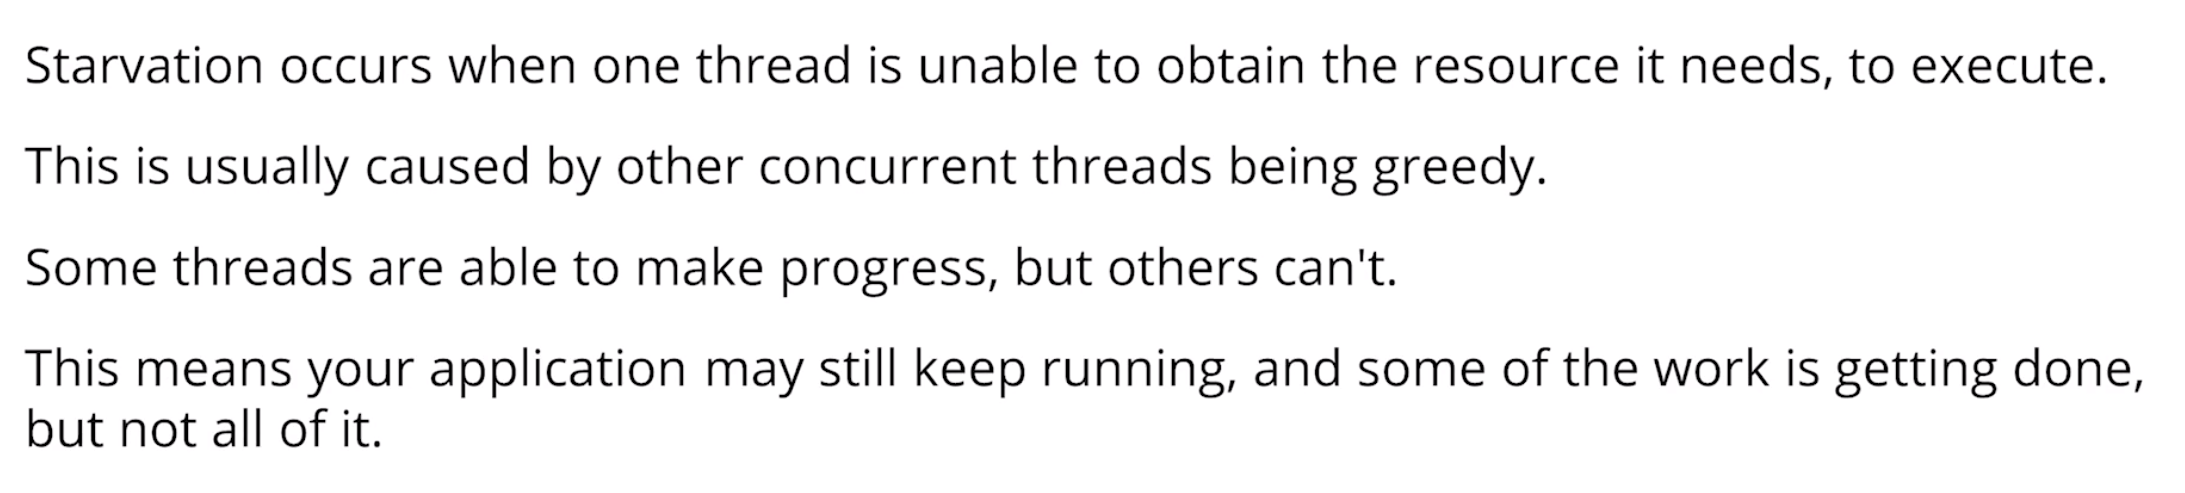 Starvation occurs when one thread is unable to obtain the resource it needs, to execute.
This is usually caused by other concurrent threads being greedy.
Some threads are able to make progress, but others can't.
This means your application may still keep running, and some of the work is getting done,
but not all of it.